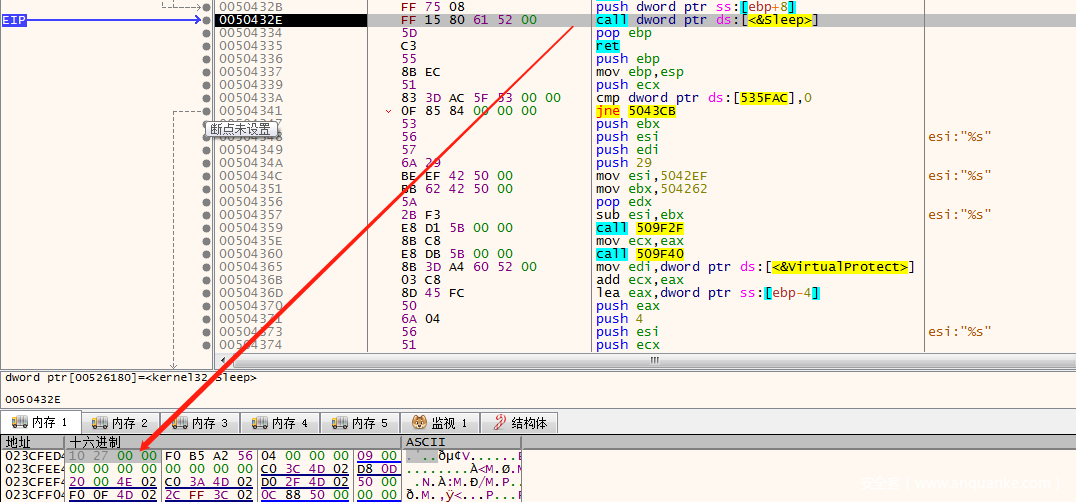 0050432B FF 75 08 push dword ptr ss:[ebp+8]
EIP 0050432E FF 15 80 61 52 00 call dword ptr ds:[<&Sleep>]
00504334 5D pop ebp
00504335 C3 ret
00504336 55 push ebp
00504337 8B EC mov ebp,esp
00504339 51 push ecx
0050433A 83 3D AC 5F 53 00 00 cmp dword ptr ds:[535FAC],0
00504341 0F 85 84 00 00 00 jne 5043CB
53 push ebx
断点未设置 56 push esi esi:"%s"
00504349 57 push edi
0050434A 6A 29 push 29
0050434C BE EF 42 50 00 mov esi,5042EF esi:"%s"
00504351 BB 62 42 50 00 mov ebx,504262
00504356 5A pop edx
00504357 2B F3 sub esi,ebx esi:"%s"
00504359 E8 D1 5B 00 00 call 509F2F
0050435E 8B C8 mov ecx,eax
00504360 E8 DB 5B 00 00 call 509F40
00504365 8B 3D A4 60 52 00 mov edi,dword ptr ds:[<&VirtualProtect>]
0050436B 03 C8 add ecx,eax
0050436D 8D 45 FC lea eax,dword ptr ss:[ebp-4]
00504370 50 push eax
00504371 6A 04 push 4
00504373 56 push esi esi:"%s"
00504374 51 push ecx
dword ptr[00526180]=<kernel32.Sleep>
0050432E
内存 1 内存 2 内存 3 内存 4 内存 5 监视 1 结构体
地址 十六进制 ASCII
023CFED4 10 27 00 00 F0 B5 A2 56 04 00 00 00 09 00 .'..ðµ¢V......
023CFEE4 00 00 00 00 00 00 00 00 C0 3C 4D 02 D8 0D ........À<M.Ø.
023CFEF4 20 00 4E 02 C0 3A 4D 02 D0 2F 4D 02 50 00 .N.À:M.Ð/M.P.
023CFF04 F0 0F 4D 02 2C FF 3C 02 0C 88 50 00 00 00 ð.M.,ÿ<...P...